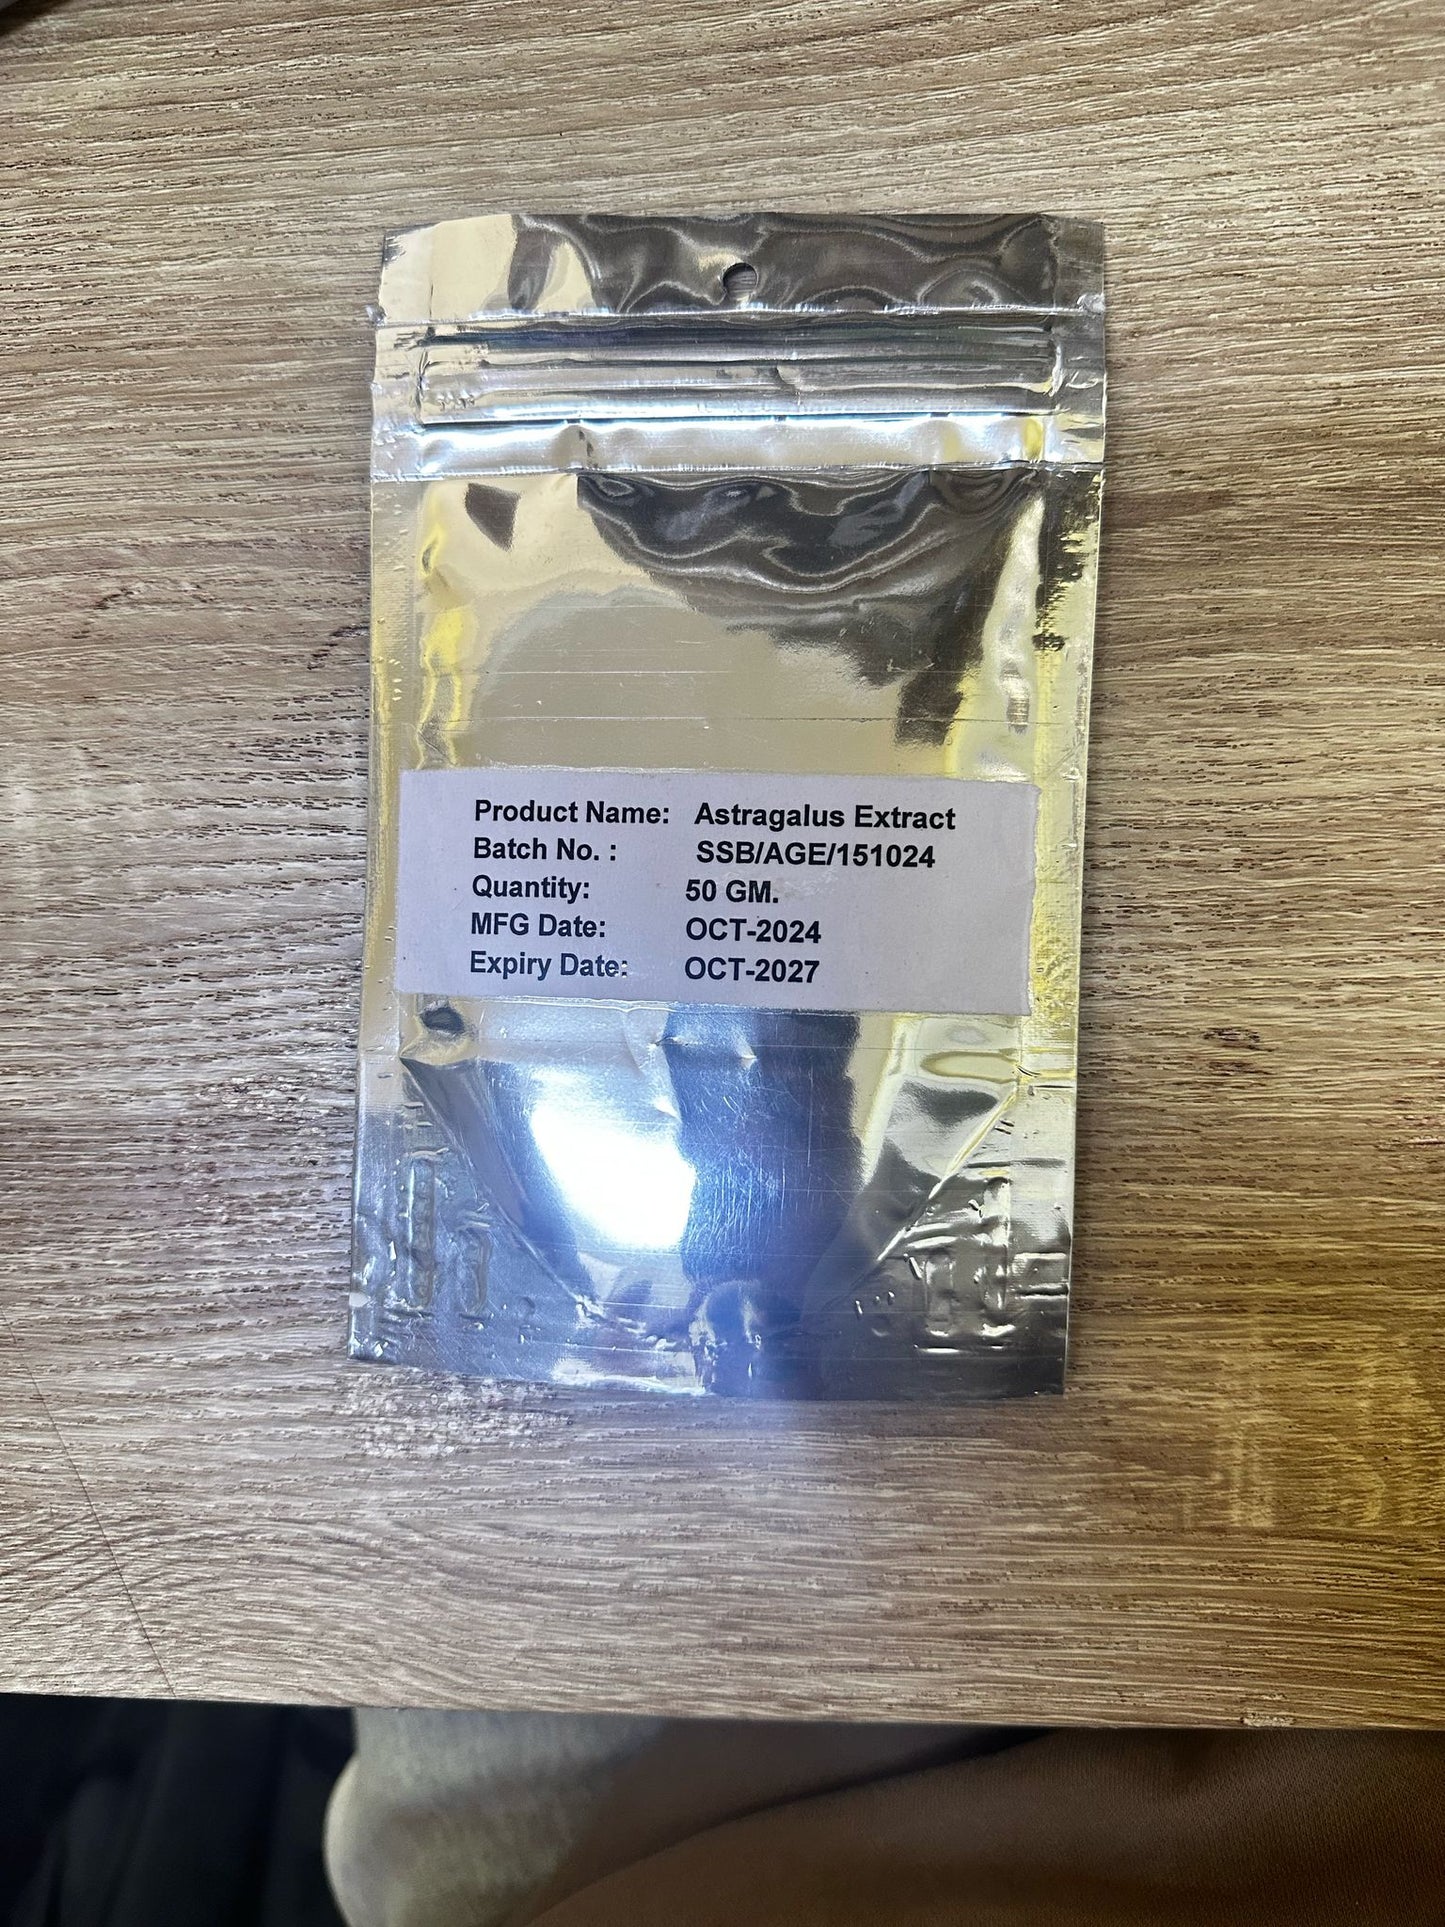 Product Name: Astragalus Extract
Batch No. : SSB/AGE/151024
Quantity: 50 GM.
MFG Date: OCT-2024
Expiry Date: OCT-2027